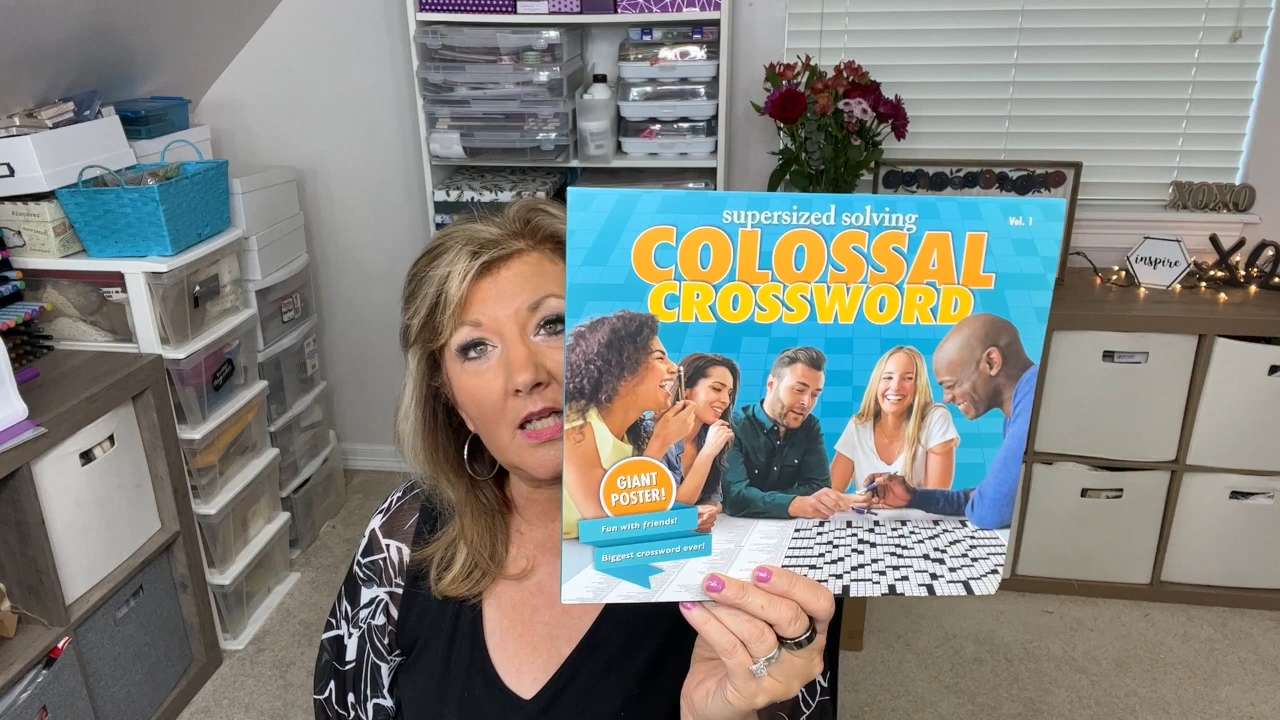 supersized solving
Vol. 1
COLOSSAL
CROSSWORD
GIANT
POSTER!
Fun with friends!
Biggest crossword ever!
inspire
XOXO